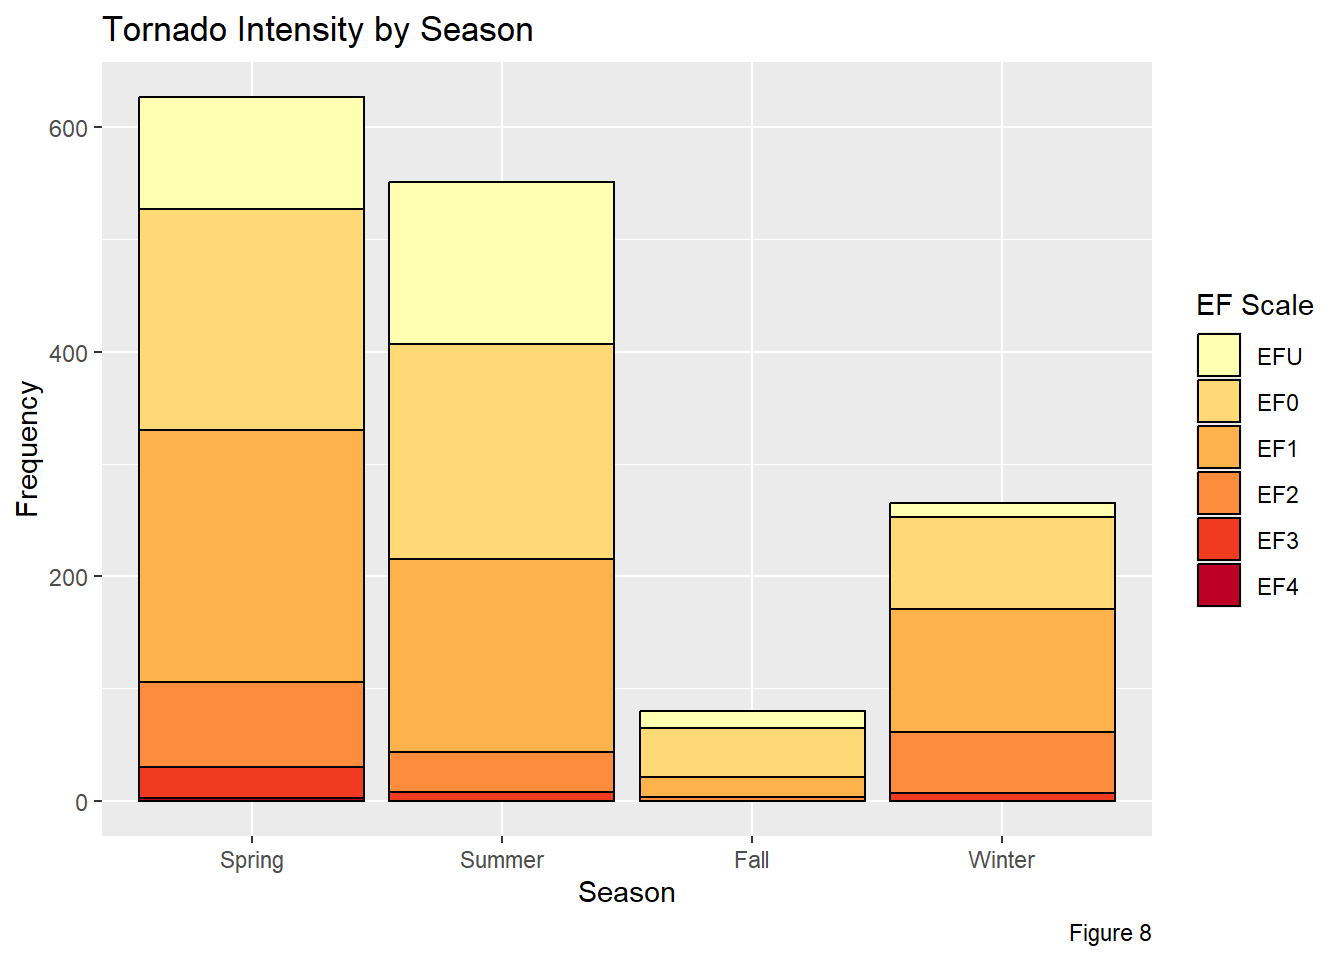 Tornado Intensity by Season
600
400
200
0
Frequency
Spring
Summer
Fall
Winter
Season
EF Scale
EFU
EF0
EF1
EF2
EF3
EF4
Figure 8